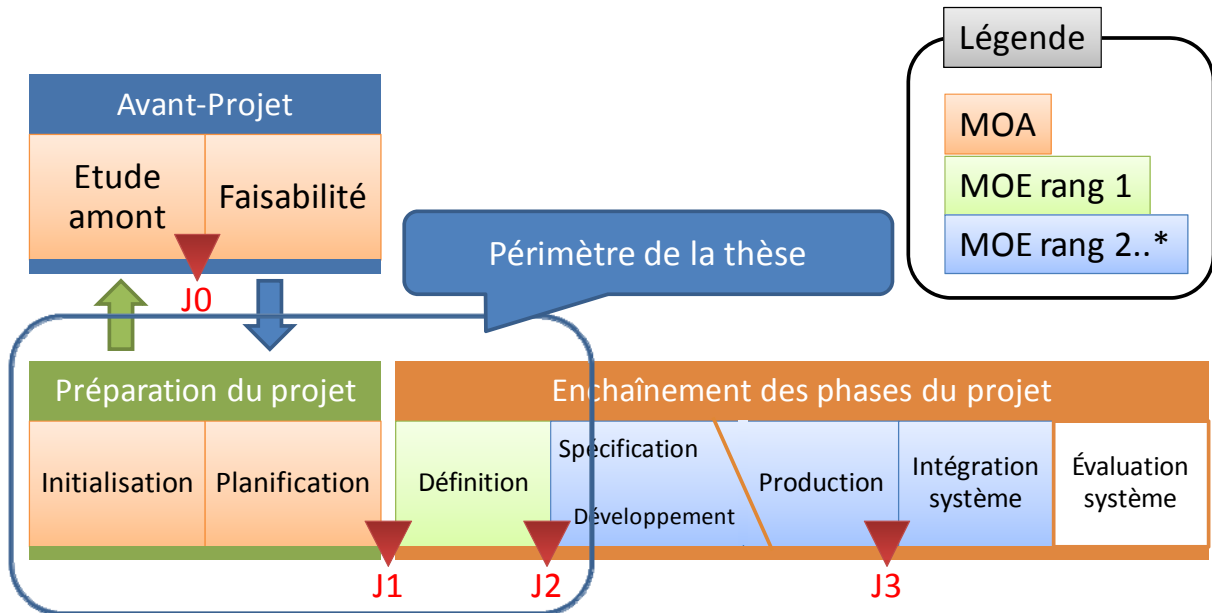 Légende
MOA
MOE rang 1
MOE rang 2..*
Avant-Projet
Etude
amont
Faisabilité
J0
Périmètre de la thèse
Préparation du projet
Initialisation
Planification
J1
Enchaînement des phases du projet
Définition
J2
Spécification
Développement
Production
J3
Intégration
système
Évaluation
système